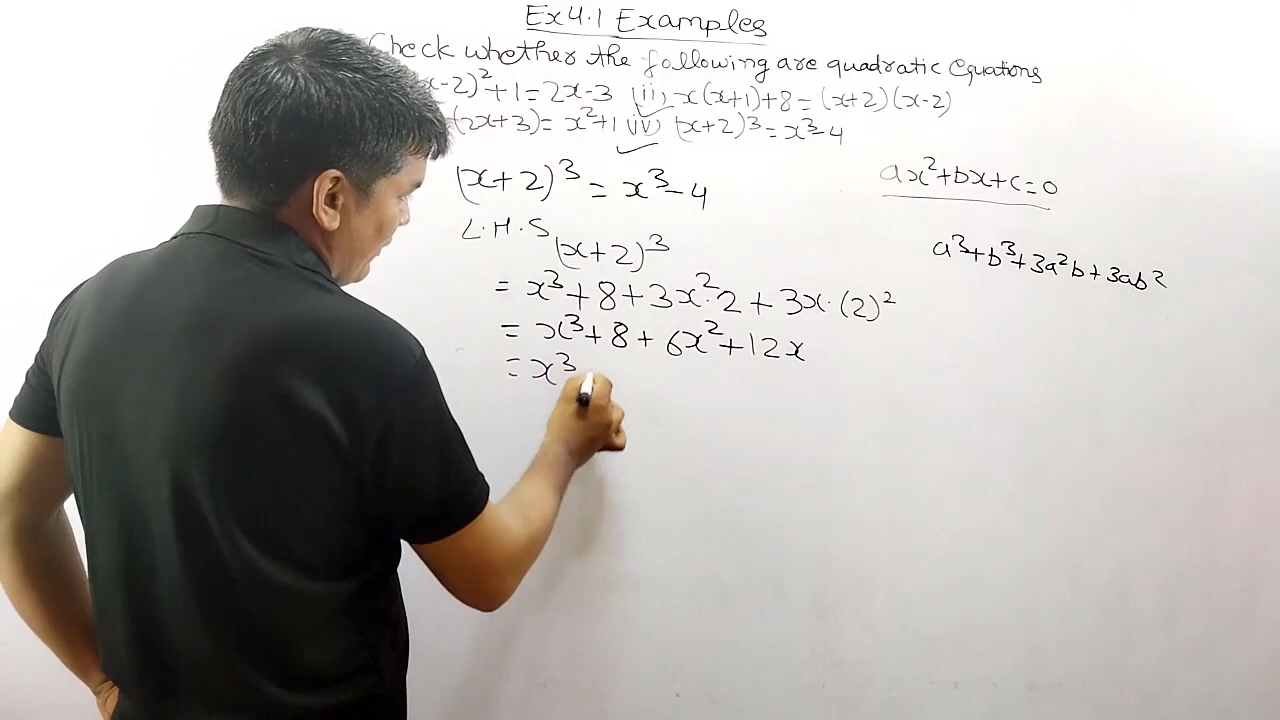 Ex 4.1 Examples
Check whether the following are quadratic Equations
x-2)² + 1 = 2x - 3 (ii) x(x+1)+8 = (x+2)(x-2)
(2x+3) = x²+1 (iv) (x+2)³ = x³-4
(x+2)³ = x³-4
ax²+bx+c=0
L.H.S (x+2)³
a³+b³+3a²b+3ab²
= x³+8+3x².2+3x.(2)²
= x³+8+6x²+12x
= x³